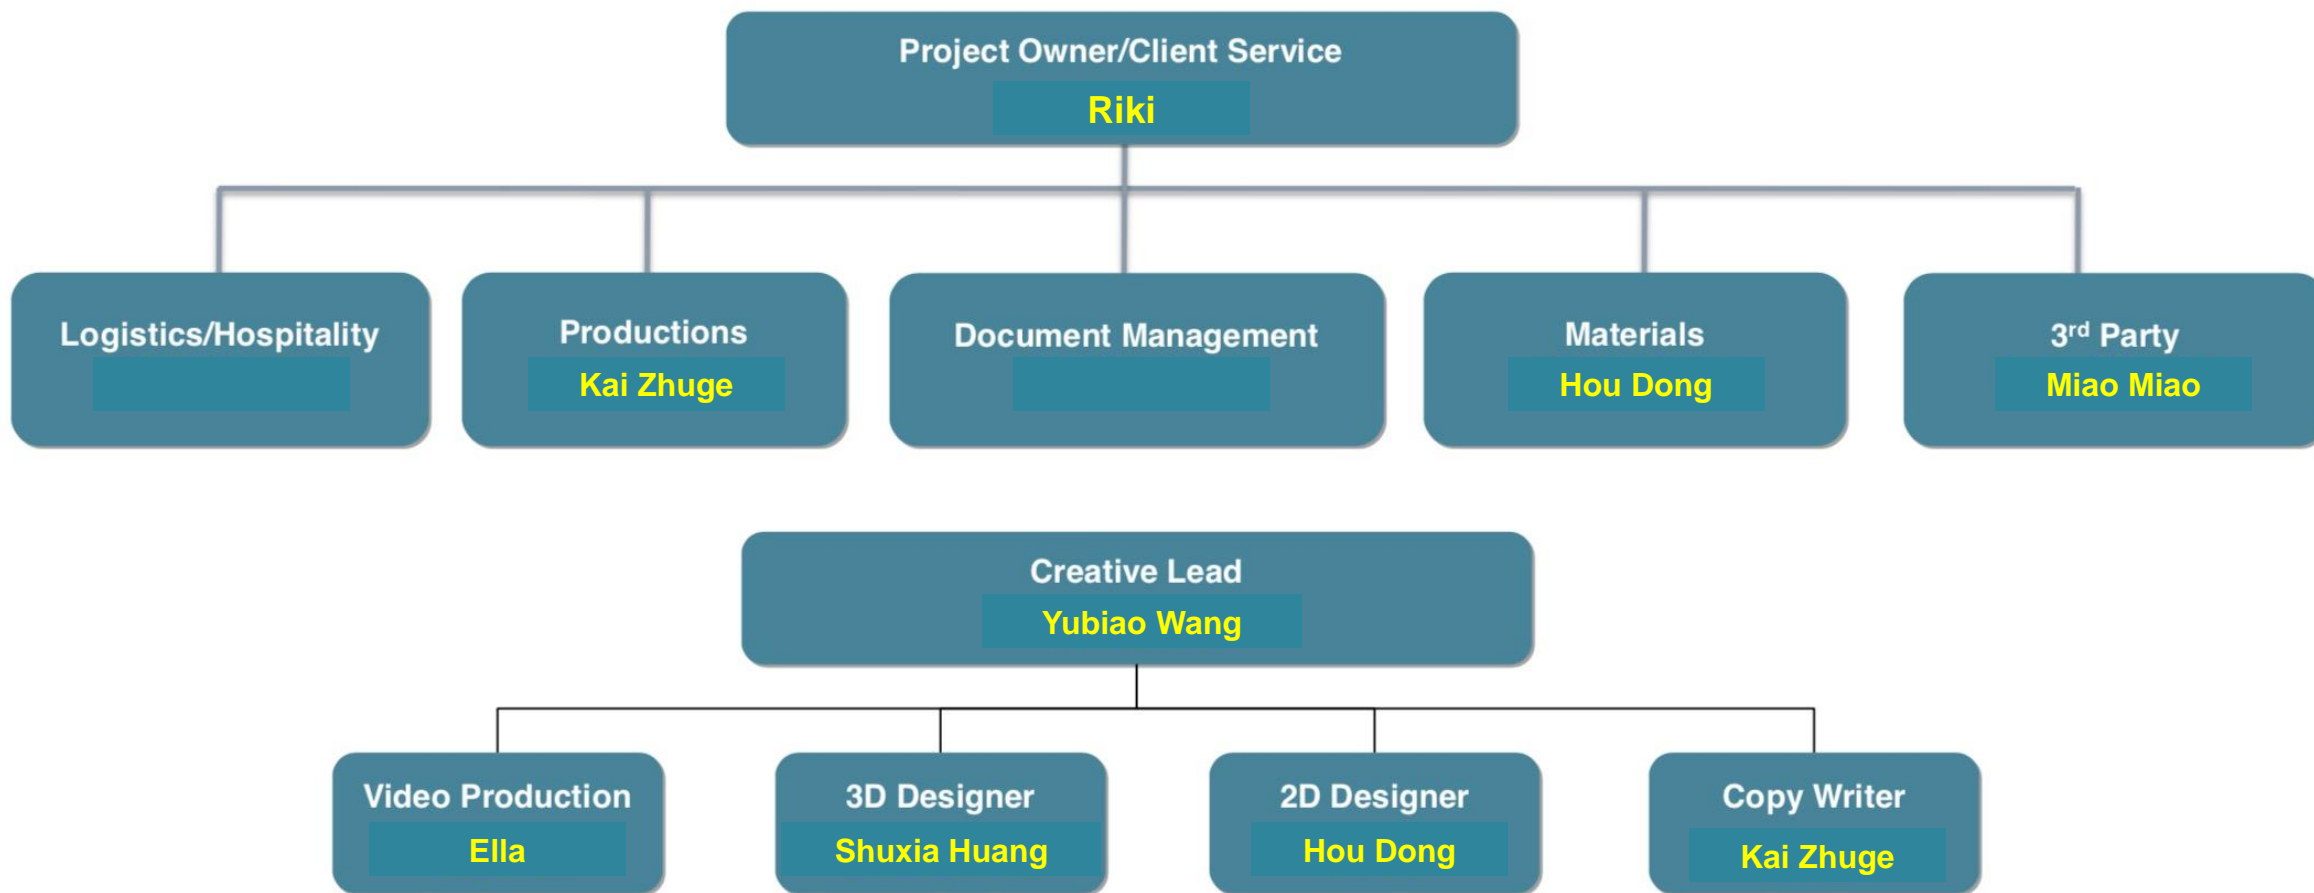 Project Owner/Client Service
Riki
Logistics/Hospitality
Productions
Kai Zhuge
Document Management
Materials
Hou Dong
3rd Party
Miao Miao
Creative Lead
Yubiao Wang
Video Production
Ella
3D Designer
Shuxia Huang
2D Designer
Hou Dong
Copy Writer
Kai Zhuge